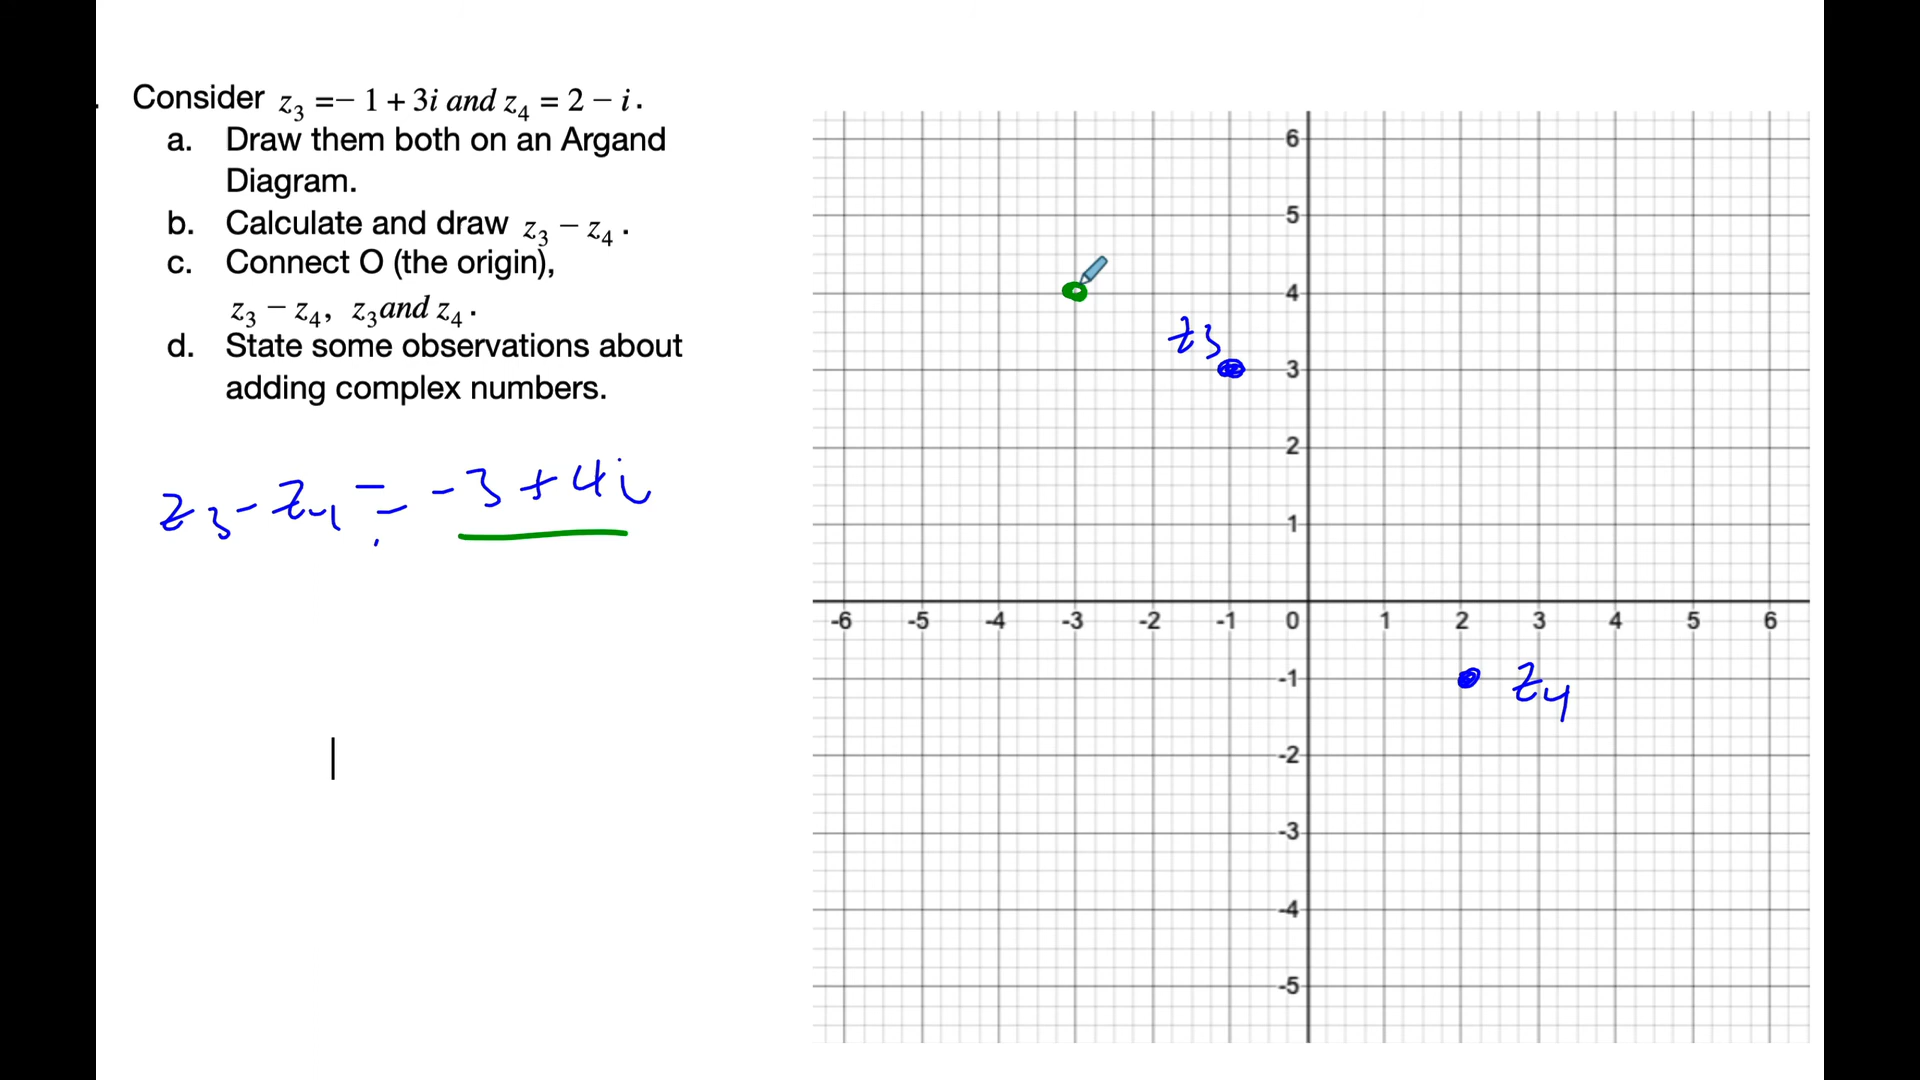 . Consider z₃ =− 1 + 3i and z₄ = 2 − i.
a. Draw them both on an Argand
Diagram.
b. Calculate and draw z₃ − z₄.
c. Connect O (the origin),
z₃ − z₄, z₃and z₄.
d. State some observations about
adding complex numbers.
z₃ - z₄ = -3 + 4i
6
5
4
z3
3
2
1
-6 -5 -4 -3 -2 -1 0 1 2 3 4 5 6
-1
z4
-2
-3
-4
-5